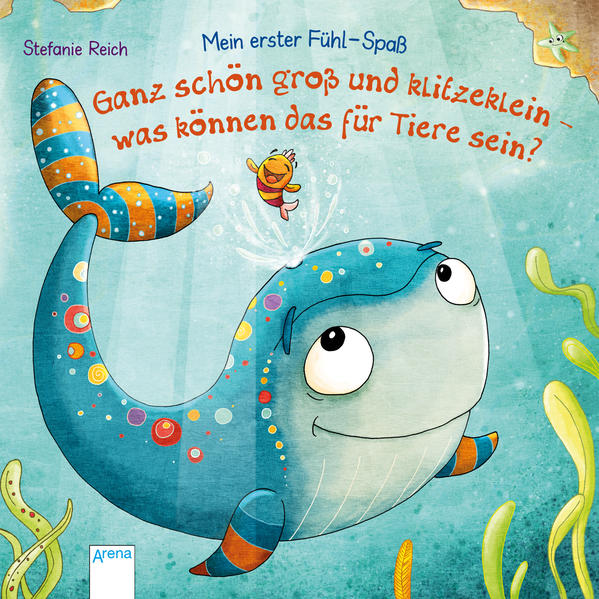 Mein erster Fühl-Spaß
Stefanie Reich
Ganz schön groß und klitzeklein –
was können das für Tiere sein?
Arena